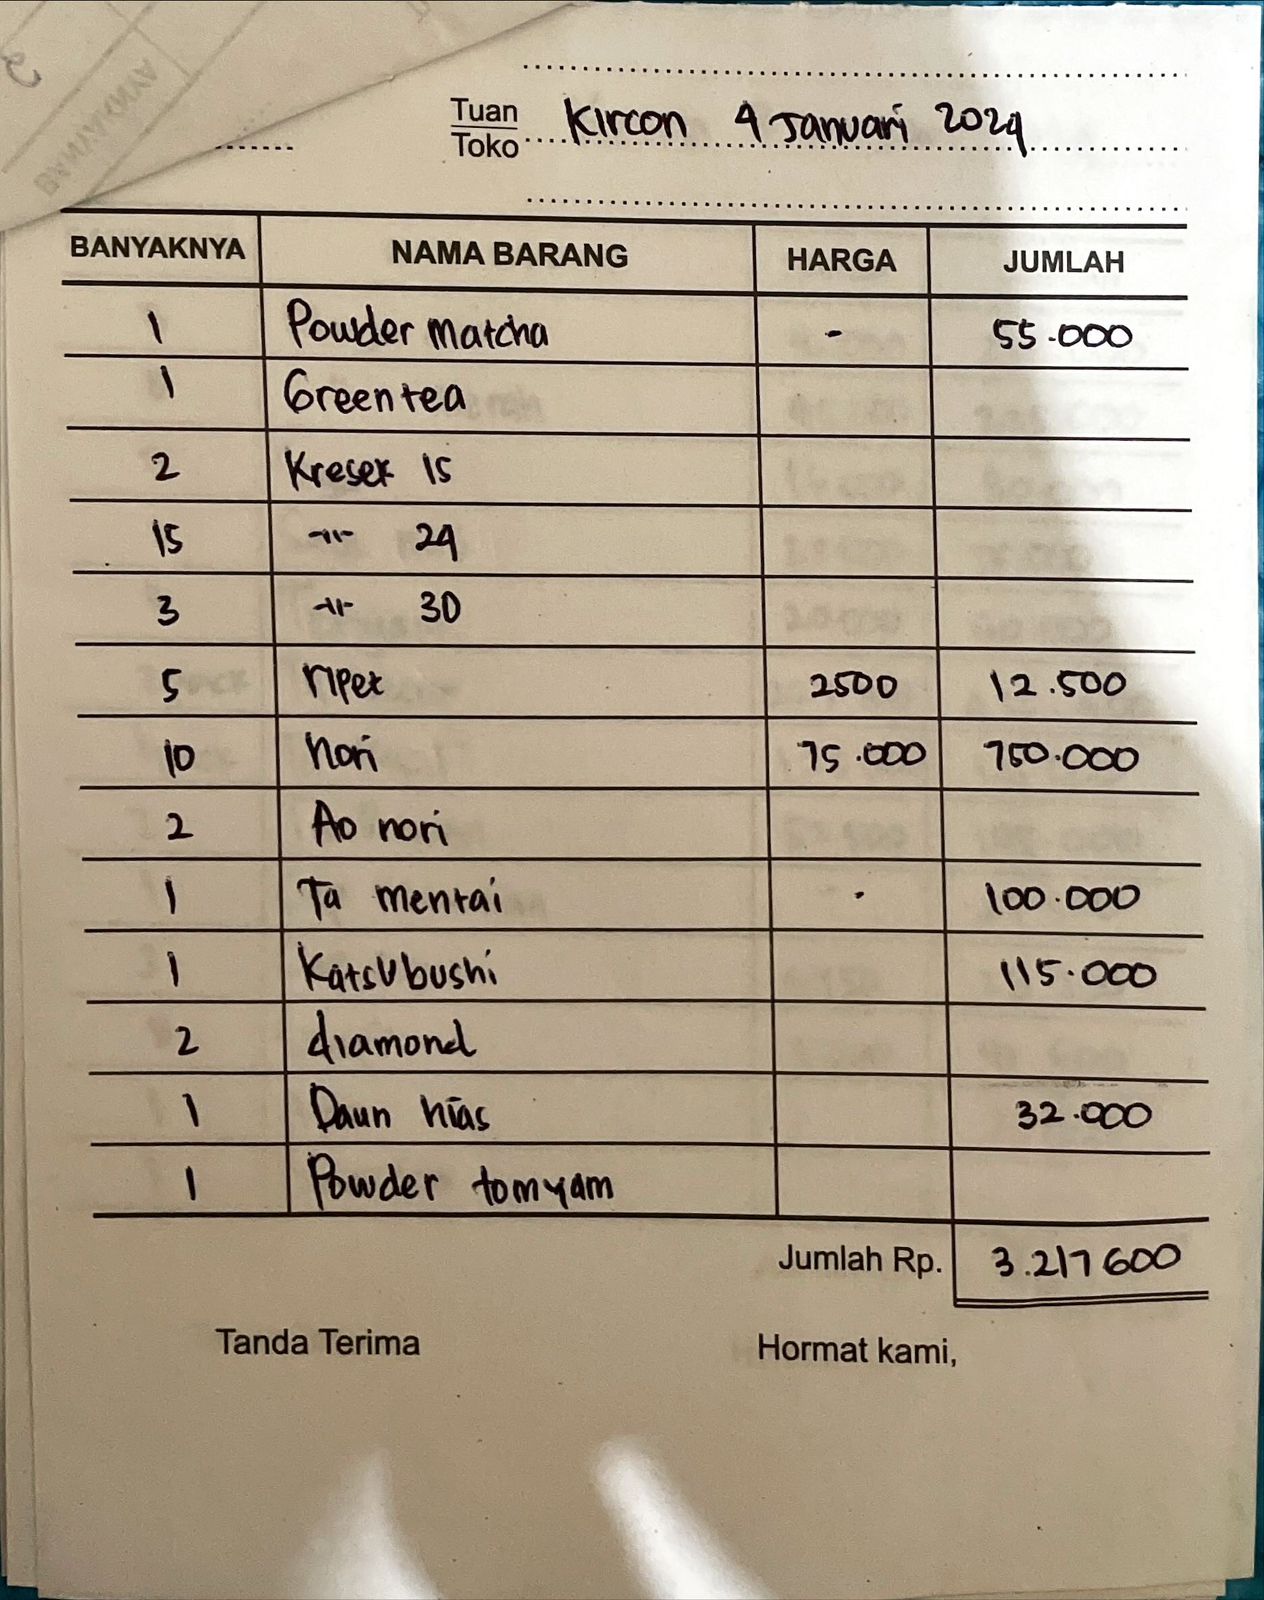 Tuan
Toko
Kircon 4 Januari 2024
BANYAKNYA NAMA BARANG HARGA JUMLAH
1 Powder Matcha - 55.000
1 Green tea
2 Kresek 15
15 -"- 24
3 -"- 30
5 ripet 2500 12.500
10 Nori 75.000 750.000
2 Ao nori
1 Ta mentai - 100.000
1 Katsubushi 115.000
2 diamond
1 Daun hias 32.000
1 Powder tomyam
Jumlah Rp. 3.217600
Tanda Terima Hormat kami,